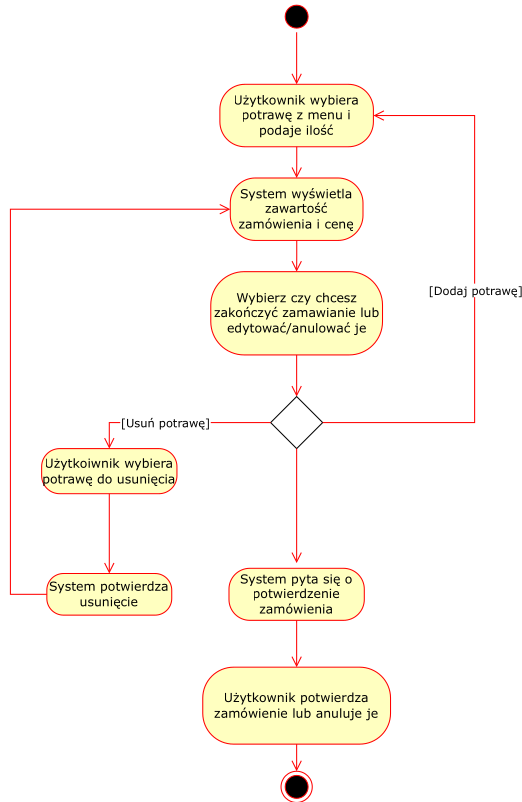 Użytkownik wybiera
potrawę z menu i
podaje ilość
System wyświetla
zawartość
zamówienia i cenę
[Dodaj potrawę]
Wybierz czy chcesz
zakończyć zamawianie lub
edytować/anulować je
[Usuń potrawę]
Użytkoiwnik wybiera
potrawę do usunięcia
System potwierdza
usunięcie
System pyta się o
potwierdzenie
zamówienia
Użytkownik potwierdza
zamówienie lub anuluje je